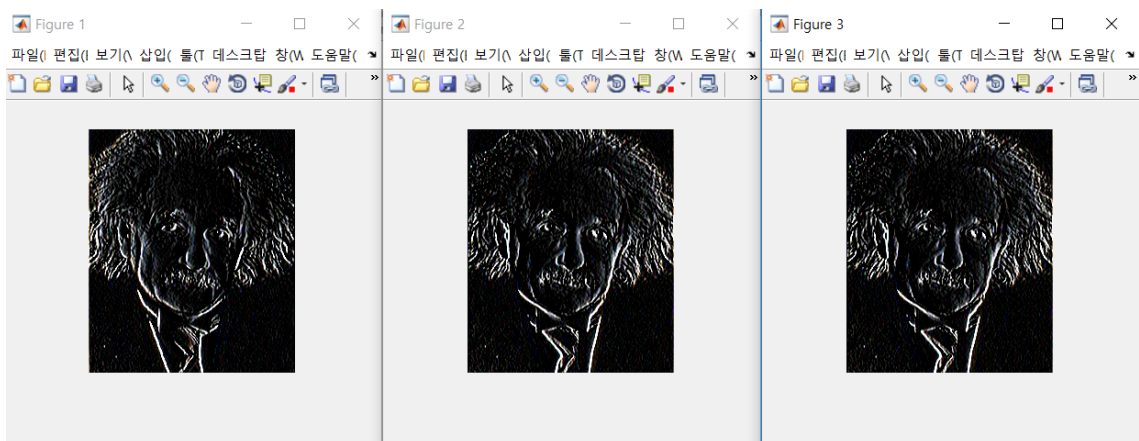 Figure 1
파일(I 편집(I 보기(\ 삽입( 툴(T 데스크탑 창(W 도움말(
»
Figure 2
파일(I 편집(I 보기(\ 삽입( 툴(T 데스크탑 창(W 도움말(
»
Figure 3
파일(I 편집(I 보기(\ 삽입( 툴(T 데스크탑 창(W 도움말(
»